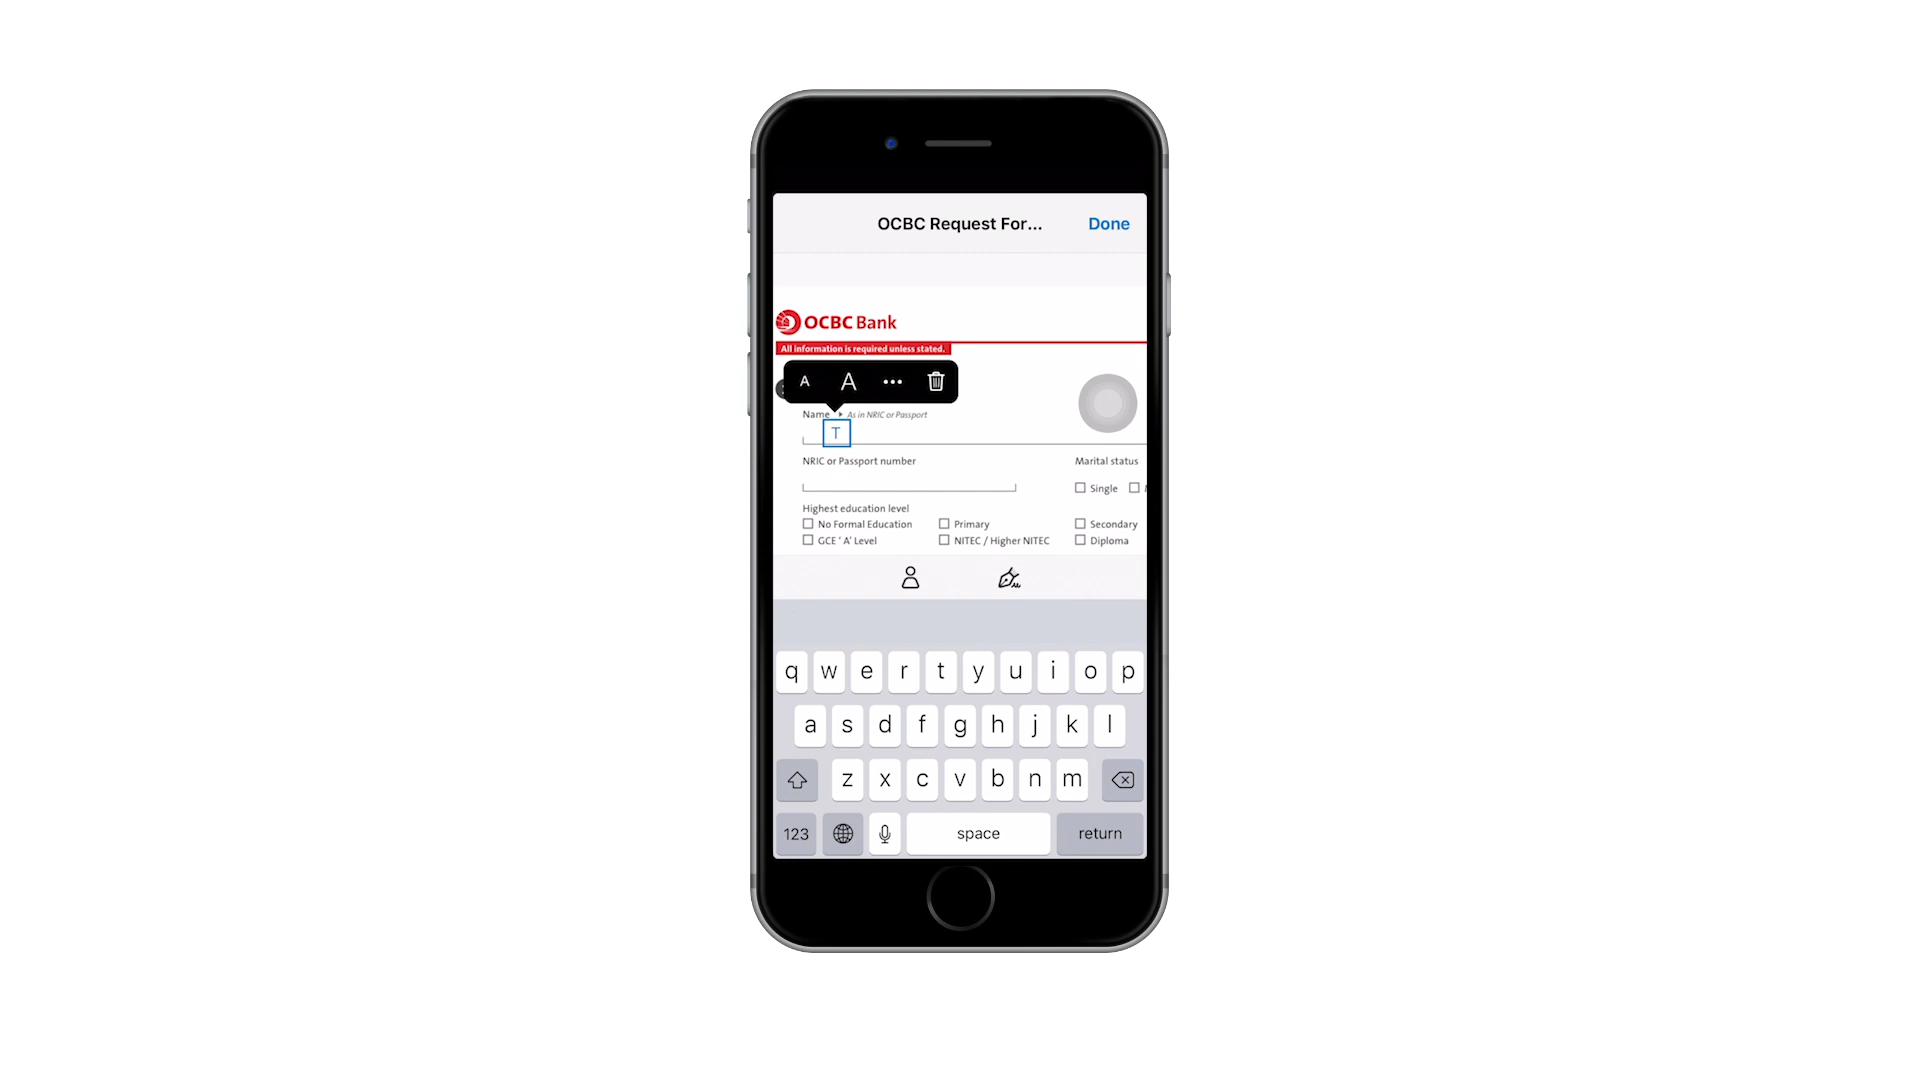 OCBC Request For...
Done
OCBC Bank
All information is required unless stated.
A A
Name As in NRIC or Passport
T
NRIC or Passport number
Marital status
Single
Highest education level
No Formal Education
Primary
Secondary
GCE ' A' Level
NITEC / Higher NITEC
Diploma
q w e r t y u i o p
a s d f g h j k l
z x c v b n m
123 space return